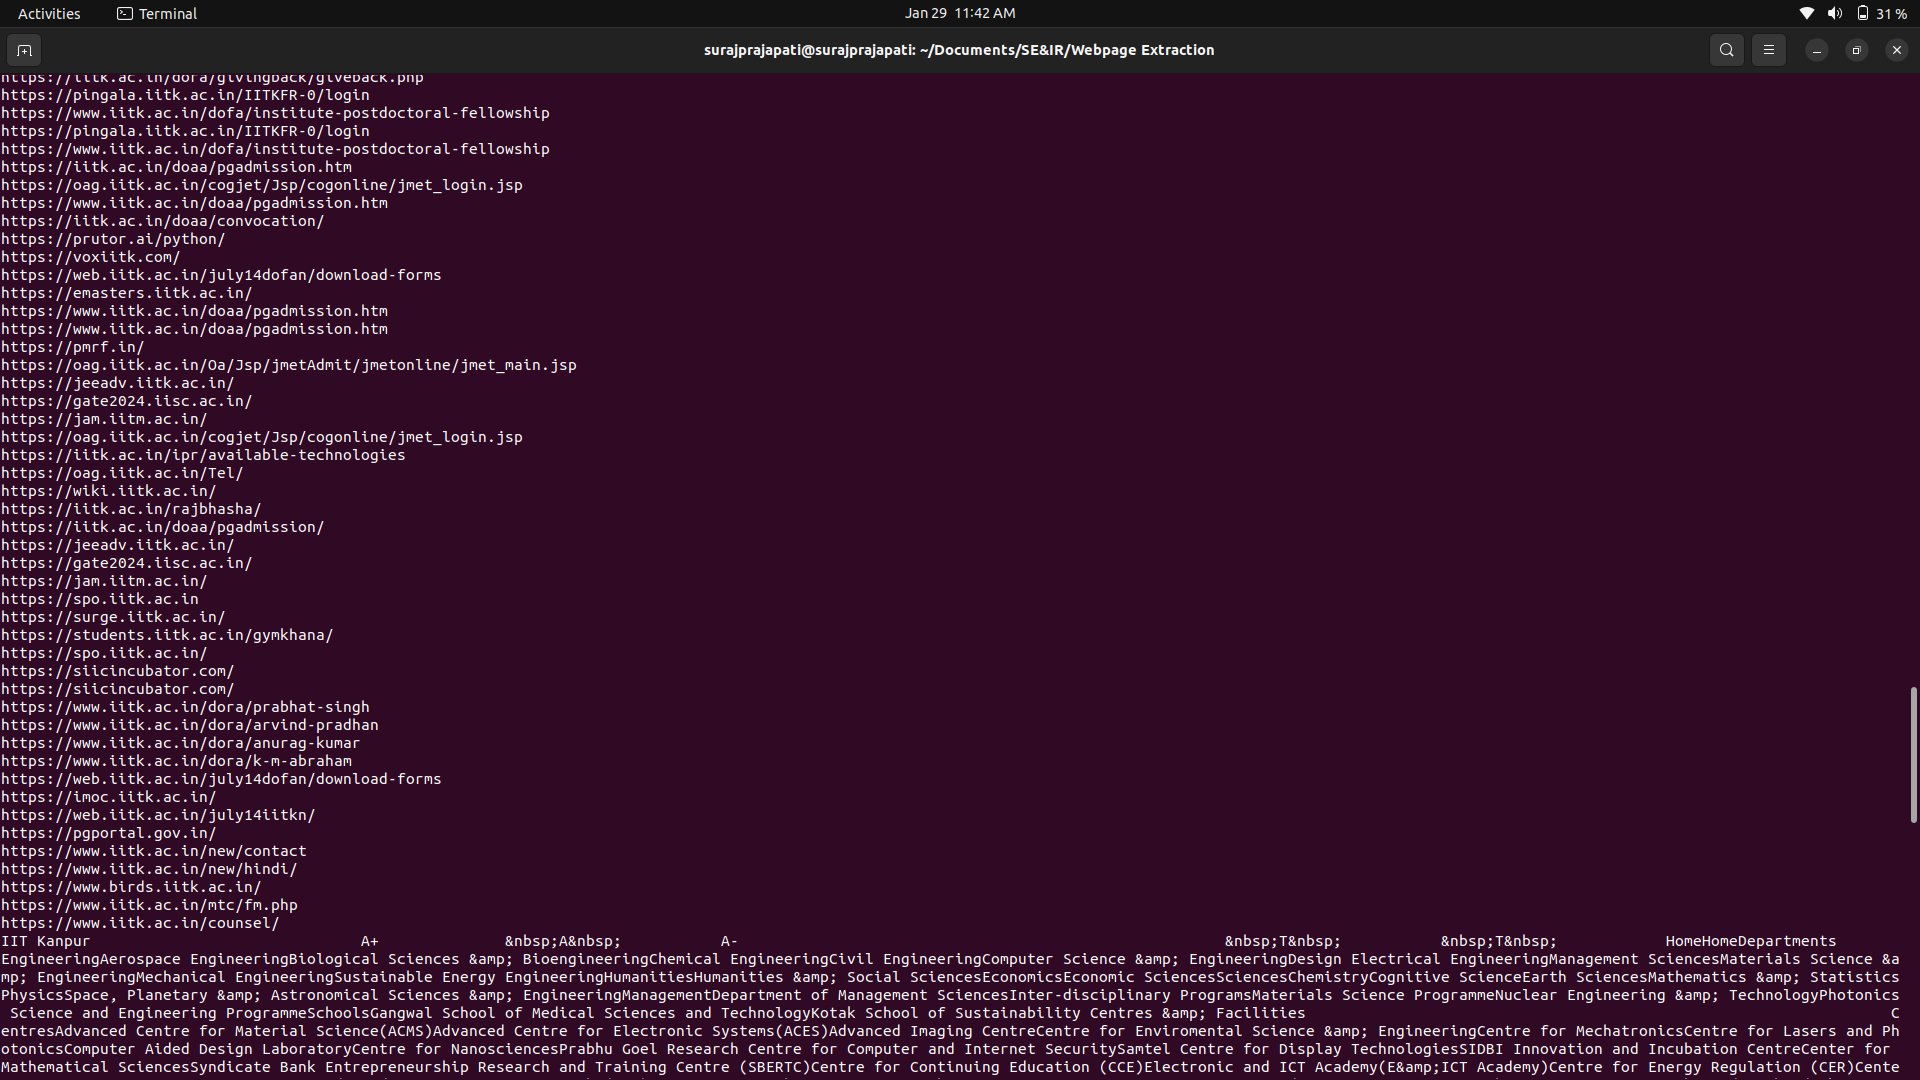 Activities
Terminal
Jan 29 11:42 AM
31 %
surajprajapati@surajprajapati: ~/Documents/SE&IR/Webpage Extraction
https://iitk.ac.in/dora/givingback/giveback.php
https://pingala.iitk.ac.in/IITKFR-0/login
https://www.iitk.ac.in/dofa/institute-postdoctoral-fellowship
https://pingala.iitk.ac.in/IITKFR-0/login
https://www.iitk.ac.in/dofa/institute-postdoctoral-fellowship
https://iitk.ac.in/doaa/pgadmission.htm
https://oag.iitk.ac.in/cogjet/Jsp/cogonline/jmet_login.jsp
https://www.iitk.ac.in/doaa/pgadmission.htm
https://iitk.ac.in/doaa/convocation/
https://prutor.ai/python/
https://voxiitk.com/
https://web.iitk.ac.in/july14dofan/download-forms
https://emasters.iitk.ac.in/
https://www.iitk.ac.in/doaa/pgadmission.htm
https://www.iitk.ac.in/doaa/pgadmission.htm
https://pmrf.in/
https://oag.iitk.ac.in/Oa/Jsp/jmetAdmit/jmetonline/jmet_main.jsp
https://jeeadv.iitk.ac.in/
https://gate2024.iisc.ac.in/
https://jam.iitm.ac.in/
https://oag.iitk.ac.in/cogjet/Jsp/cogonline/jmet_login.jsp
https://iitk.ac.in/ipr/available-technologies
https://oag.iitk.ac.in/Tel/
https://wiki.iitk.ac.in/
https://iitk.ac.in/rajbhasha/
https://iitk.ac.in/doaa/pgadmission/
https://jeeadv.iitk.ac.in/
https://gate2024.iisc.ac.in/
https://jam.iitm.ac.in/
https://spo.iitk.ac.in
https://surge.iitk.ac.in/
https://students.iitk.ac.in/gymkhana/
https://spo.iitk.ac.in/
https://siicincubator.com/
https://siicincubator.com/
https://www.iitk.ac.in/dora/prabhat-singh
https://www.iitk.ac.in/dora/arvind-pradhan
https://www.iitk.ac.in/dora/anurag-kumar
https://www.iitk.ac.in/dora/k-m-abraham
https://web.iitk.ac.in/july14dofan/download-forms
https://imoc.iitk.ac.in/
https://web.iitk.ac.in/july14iitkn/
https://pgportal.gov.in/
https://www.iitk.ac.in/new/contact
https://www.iitk.ac.in/new/hindi/
https://www.birds.iitk.ac.in/
https://www.iitk.ac.in/mtc/fm.php
https://www.iitk.ac.in/counsel/
IIT Kanpur A+ &nbsp;A&nbsp; A- &nbsp;T&nbsp; &nbsp;T&nbsp; HomeHomeDepartments
EngineeringAerospace EngineeringBiological Sciences &amp; BioengineeringChemical EngineeringCivil EngineeringComputer Science &amp; EngineeringDesign Electrical EngineeringManagement SciencesMaterials Science &a
mp; EngineeringMechanical EngineeringSustainable Energy EngineeringHumanitiesHumanities &amp; Social SciencesEconomicsEconomic SciencesSciencesChemistryCognitive ScienceEarth SciencesMathematics &amp; Statistics
PhysicsSpace, Planetary &amp; Astronomical Sciences &amp; EngineeringManagementDepartment of Management SciencesInter-disciplinary ProgramsMaterials Science ProgrammeNuclear Engineering &amp; TechnologyPhotonics
Science and Engineering ProgrammeSchoolsGangwal School of Medical Sciences and TechnologyKotak School of Sustainability Centres &amp; Facilities C
entresAdvanced Centre for Material Science(ACMS)Advanced Centre for Electronic Systems(ACES)Advanced Imaging CentreCentre for Enviromental Science &amp; EngineeringCentre for MechatronicsCentre for Lasers and Ph
otonicsComputer Aided Design LaboratoryCentre for NanosciencesPrabhu Goel Research Centre for Computer and Internet SecuritySamtel Centre for Display TechnologiesSIDBI Innovation and Incubation CentreCenter for
Mathematical SciencesSyndicate Bank Entrepreneurship Research and Training Centre (SBERTC)Centre for Continuing Education (CCE)Electronic and ICT Academy(E&amp;ICT Academy)Centre for Energy Regulation (CER)Cente